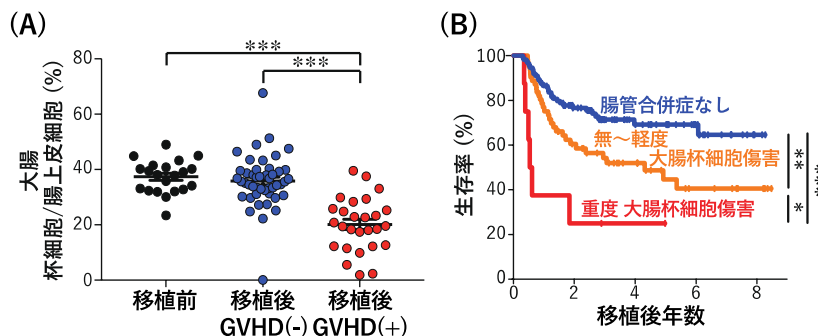 (A)
大腸
杯細胞/腸上皮細胞 (%)
80
60
40
20
0
***
***
移植前
移植後
GVHD(-)
移植後
GVHD(+)
(B)
生存率 (%)
100
80
60
40
20
0
腸管合併症なし
無〜軽度
大腸杯細胞傷害
重度 大腸杯細胞傷害
**
*
***
0
2
4
6
8
移植後年数